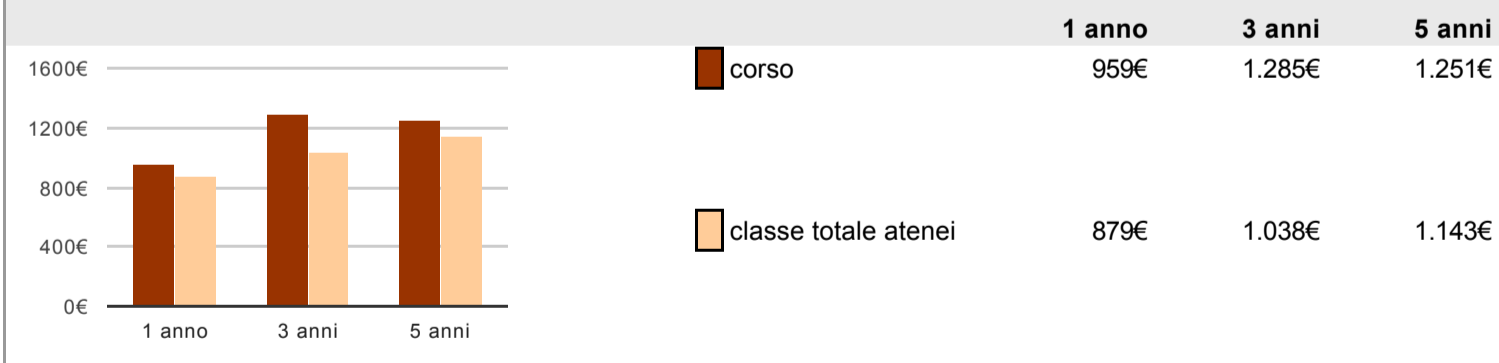 1 anno 3 anni 5 anni
1600€
1200€
800€
400€
0€
1 anno 3 anni 5 anni
corso 959€ 1.285€ 1.251€
classe totale atenei 879€ 1.038€ 1.143€